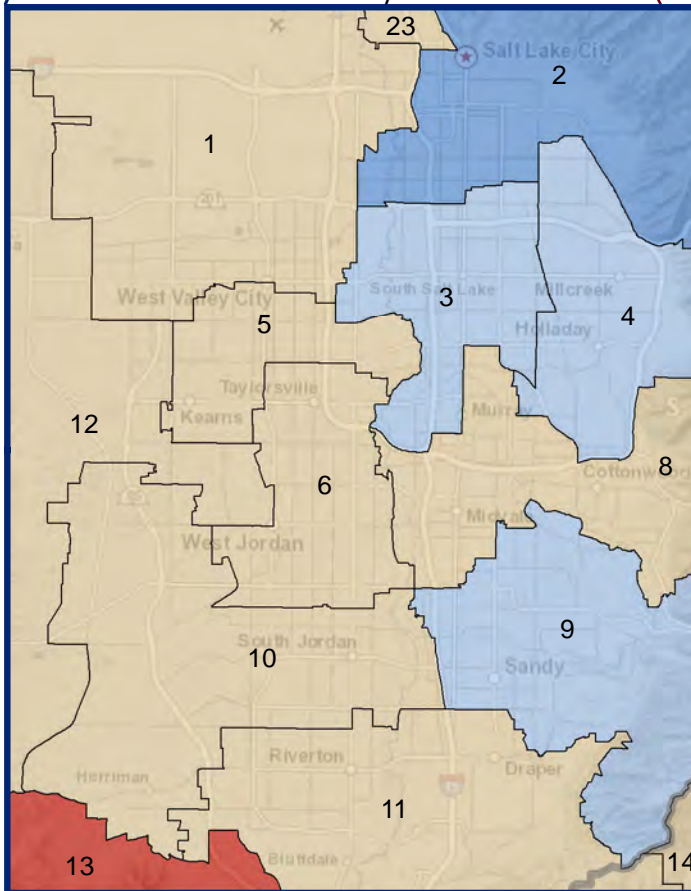 23
Salt Lake City
2
1
201
West Valley City
South Salt Lake
3
Millcreek
4
5
Holladay
Taylorsville
Kearns
Murray
12
6
8
Cottonwood
Midvale
West Jordan
9
South Jordan
10
Sandy
Riverton
Draper
Herriman
11
13
Bluffdale
14